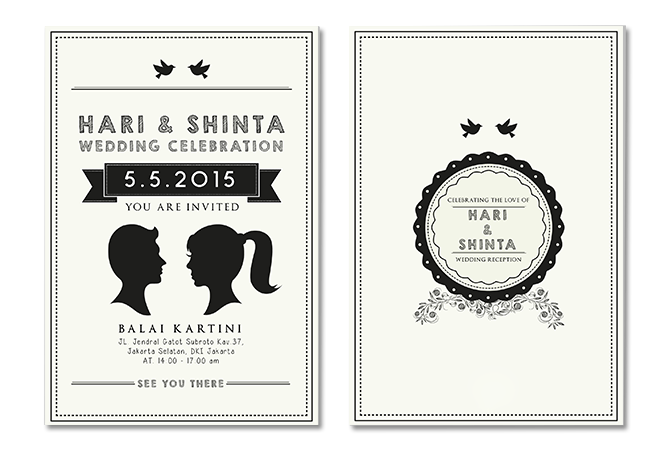 HARI & SHINTA
WEDDING CELEBRATION
5.5.2015
YOU ARE INVITED
BALAI KARTINI
JL. Jendral Gatot Subroto Kav.37,
Jakarta Selatan, DKI Jakarta
AT. 14.00 - 17.00 am
SEE YOU THERE
CELEBRATING THE LOVE OF
HARI
&
SHINTA
WEDDING RECEPTION